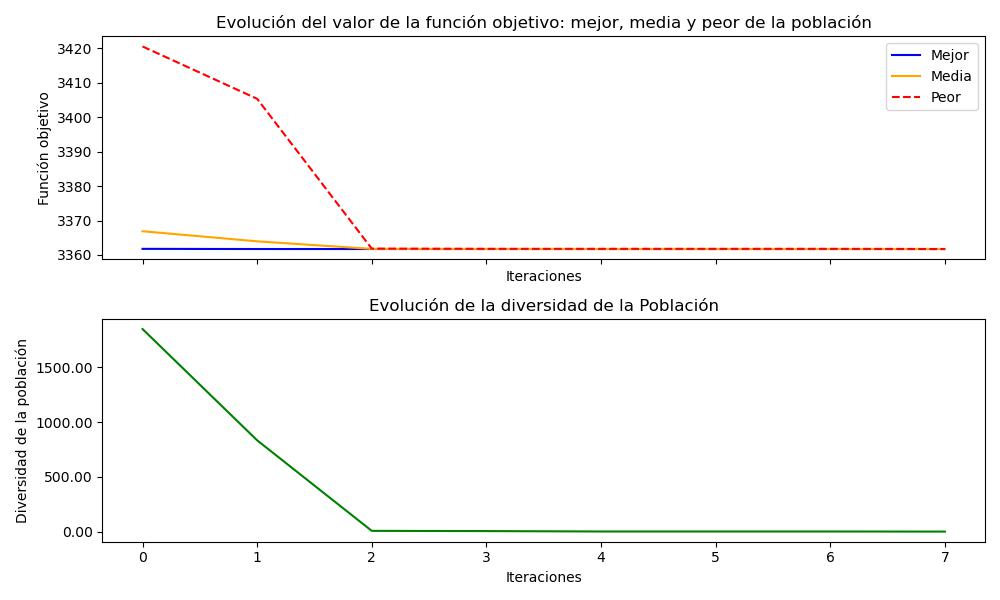 Evolución del valor de la función objetivo: mejor, media y peor de la población
Función objetivo
3420
3410
3400
3390
3380
3370
3360
Mejor
Media
Peor
Iteraciones
Evolución de la diversidad de la Población
Diversidad de la población
1500.00
1000.00
500.00
0.00
0 1 2 3 4 5 6 7
Iteraciones